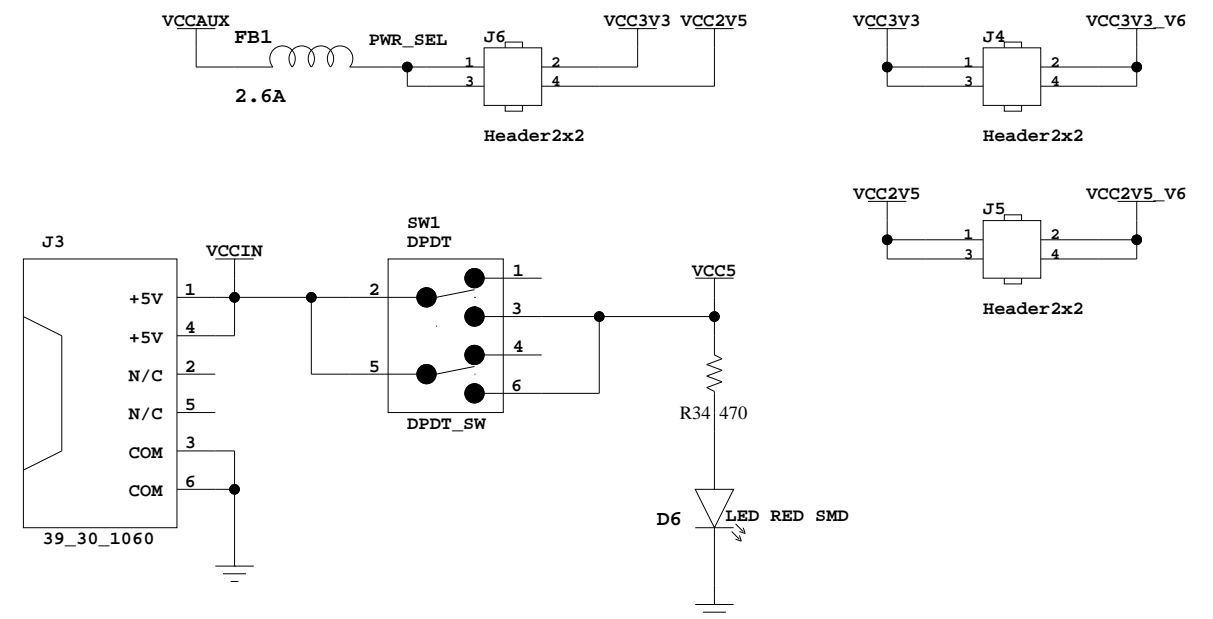 VCCAUX
VCC3V3 VCC2V5
VCC3V3
VCC3V3_V6
FB1
PWR_SEL
J6
J4
1
2
3
4
1
2
3
4
2.6A
Header2x2
Header2x2
VCC2V5
VCC2V5_V6
J5
1
2
3
4
Header2x2
J3
VCCIN
SW1
DPDT
VCC5
+5V 1
+5V 4
N/C 2
N/C 5
COM 3
COM 6
39_30_1060
2
5
1
3
4
6
DPDT_SW
R34 470
D6
LED RED SMD